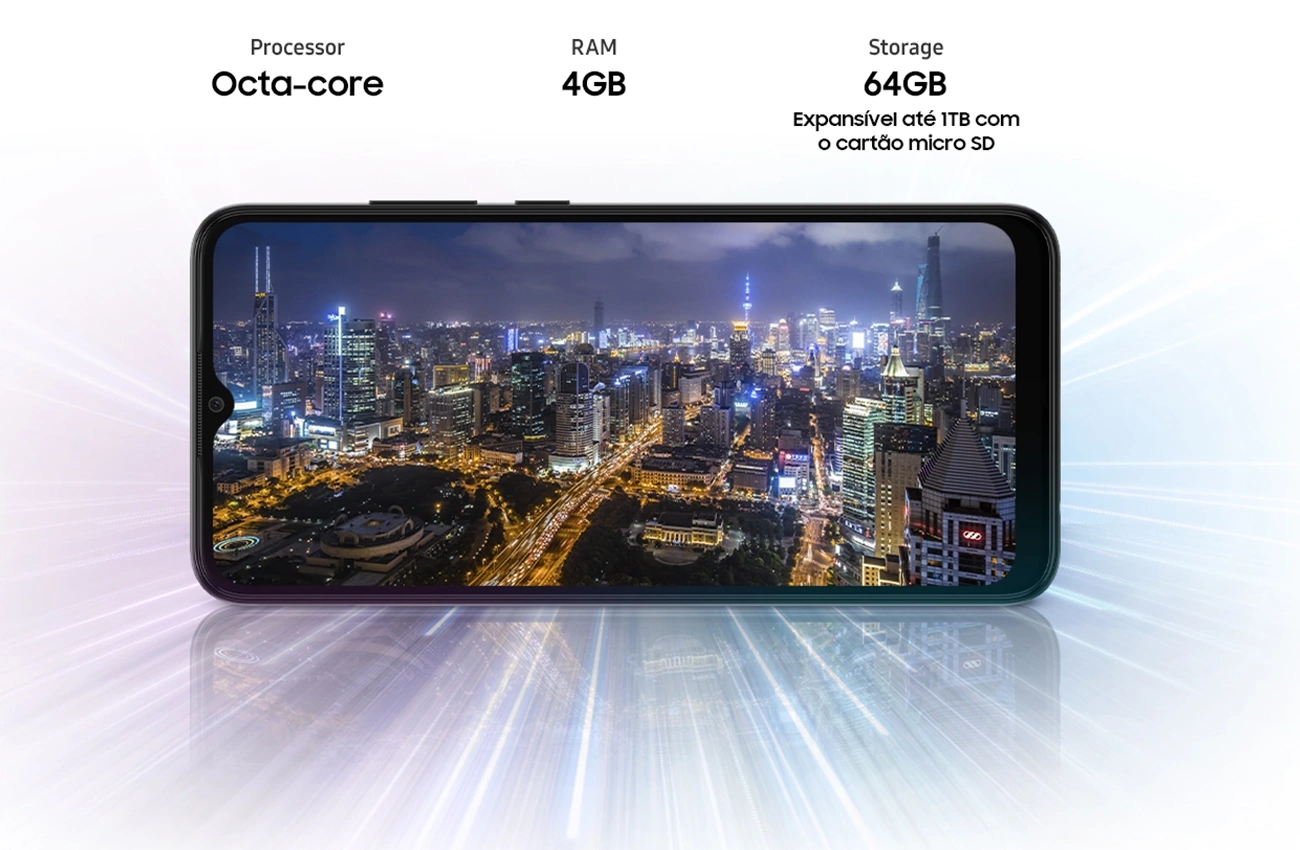 Processor
Octa-core
RAM
4GB
Storage
64GB
Expansível até 1TB com
o cartão micro SD